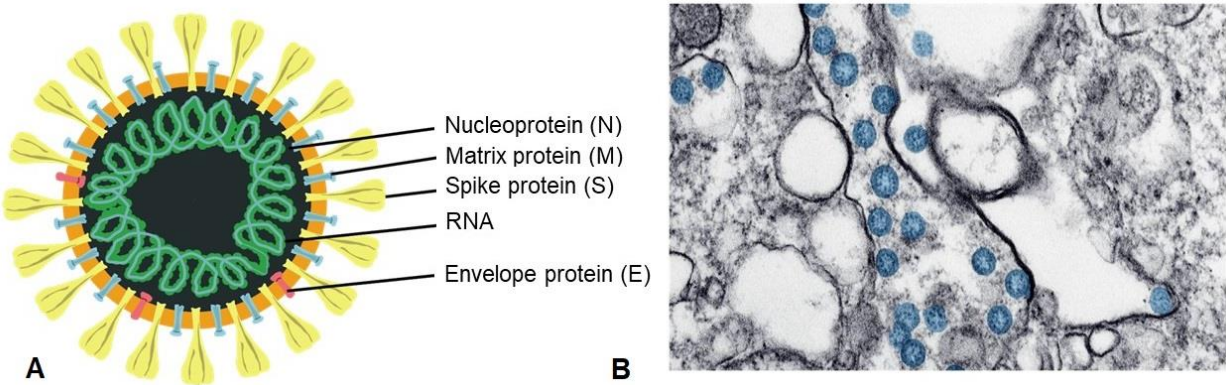 Nucleoprotein (N)
Matrix protein (M)
Spike protein (S)
RNA
Envelope protein (E)
A
B